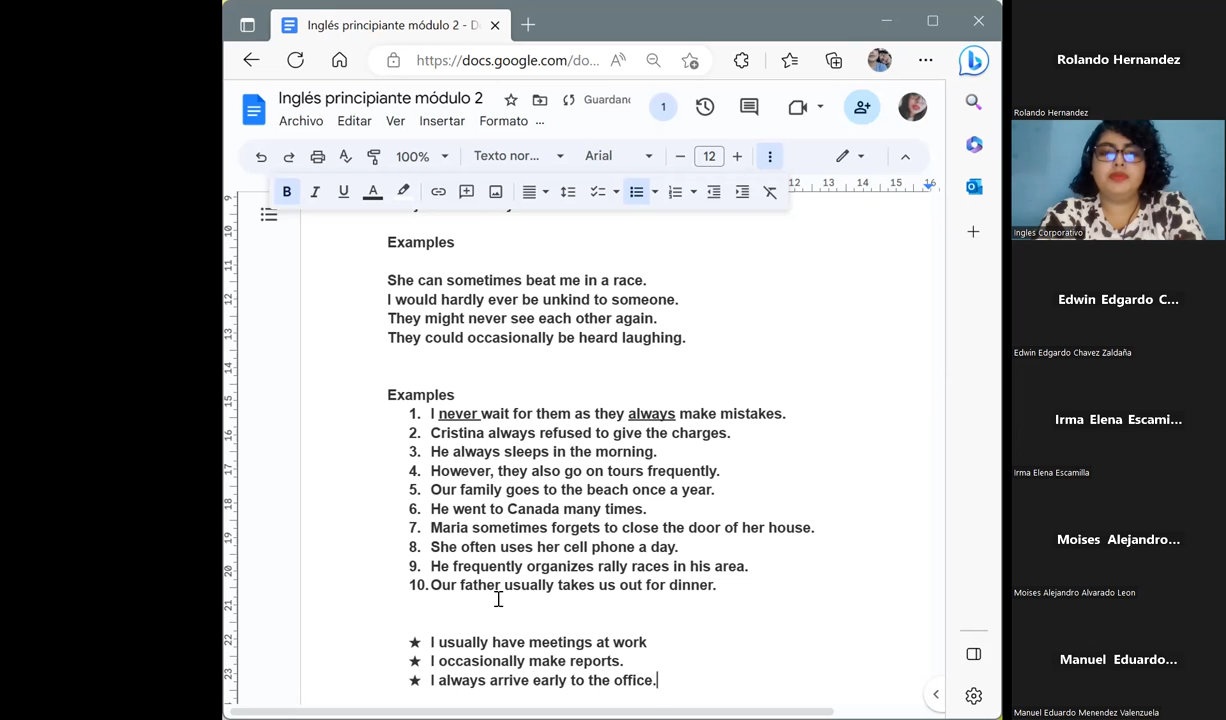 Inglés principiante módulo 2 - D
https://docs.google.com/do...
Inglés principiante módulo 2
Guardanc
1
Archivo Editar Ver Insertar Formato ...
100% Texto nor... Arial 12
12 13 14 15 16
Examples
She can sometimes beat me in a race.
I would hardly ever be unkind to someone.
They might never see each other again.
They could occasionally be heard laughing.
Examples
1. I never wait for them as they always make mistakes.
2. Cristina always refused to give the charges.
3. He always sleeps in the morning.
4. However, they also go on tours frequently.
5. Our family goes to the beach once a year.
6. He went to Canada many times.
7. Maria sometimes forgets to close the door of her house.
8. She often uses her cell phone a day.
9. He frequently organizes rally races in his area.
10. Our father usually takes us out for dinner.
★ I usually have meetings at work
★ I occasionally make reports.
★ I always arrive early to the office.
Rolando Hernandez
Rolando Hernandez
Ingles Corporativo
Edwin Edgardo C...
Edwin Edgardo Chavez Zaldaña
Irma Elena Escami...
Irma Elena Escamilla
Moises Alejandro...
Moises Alejandro Alvarado Leon
Manuel Eduardo...
Manuel Eduardo Menendez Valenzuela